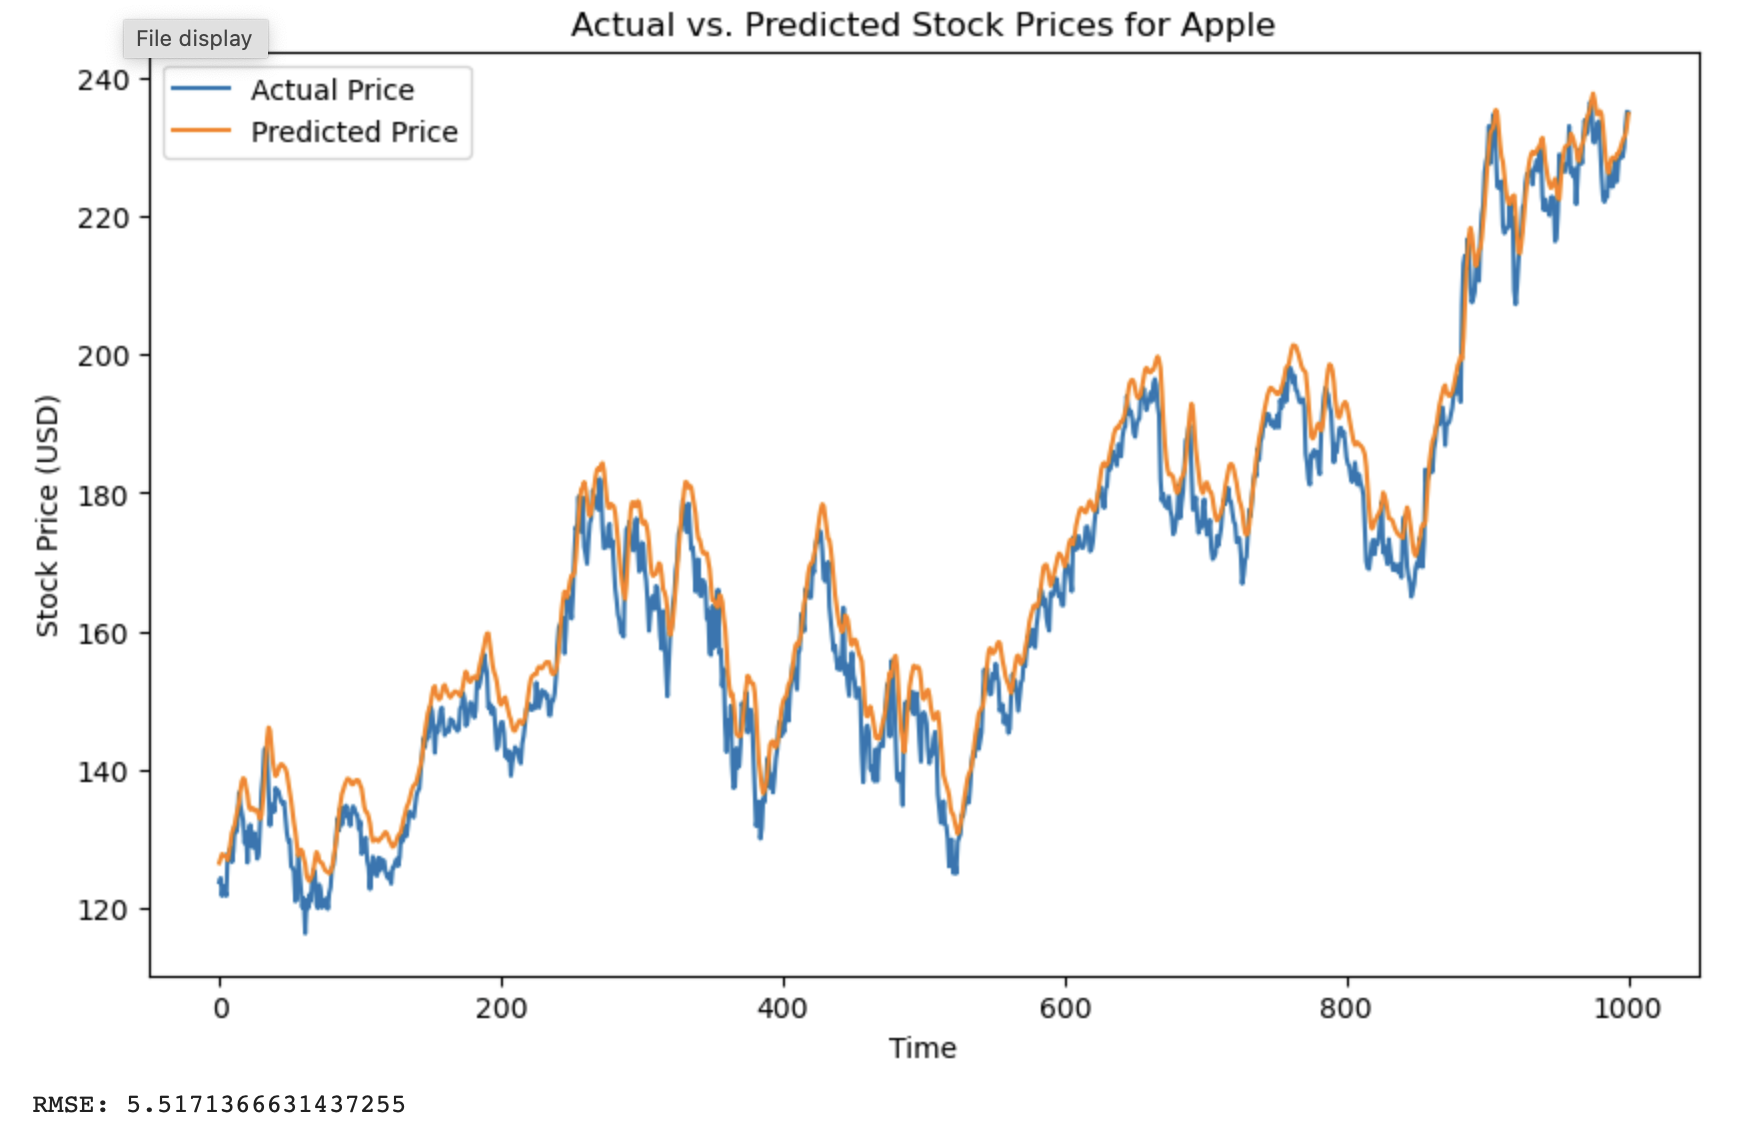 Actual vs. Predicted Stock Prices for Apple
File display
Actual Price
Predicted Price
240
220
200
180
160
140
120
Stock Price (USD)
0 200 400 600 800 1000
Time
RMSE: 5.5171366631437255